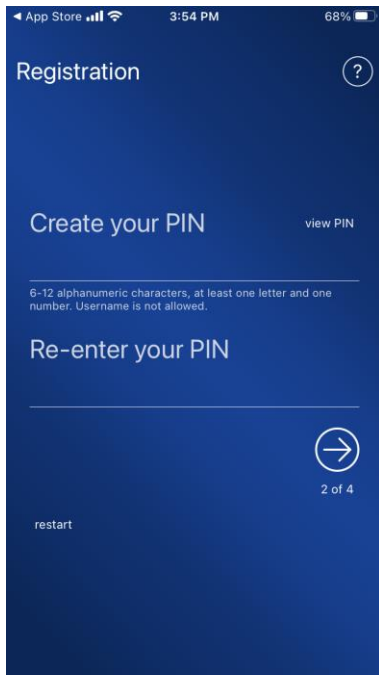 App Store 3:54 PM 68%
Registration ?
Create your PIN view PIN
6-12 alphanumeric characters, at least one letter and one
number. Username is not allowed.
Re-enter your PIN
2 of 4
restart